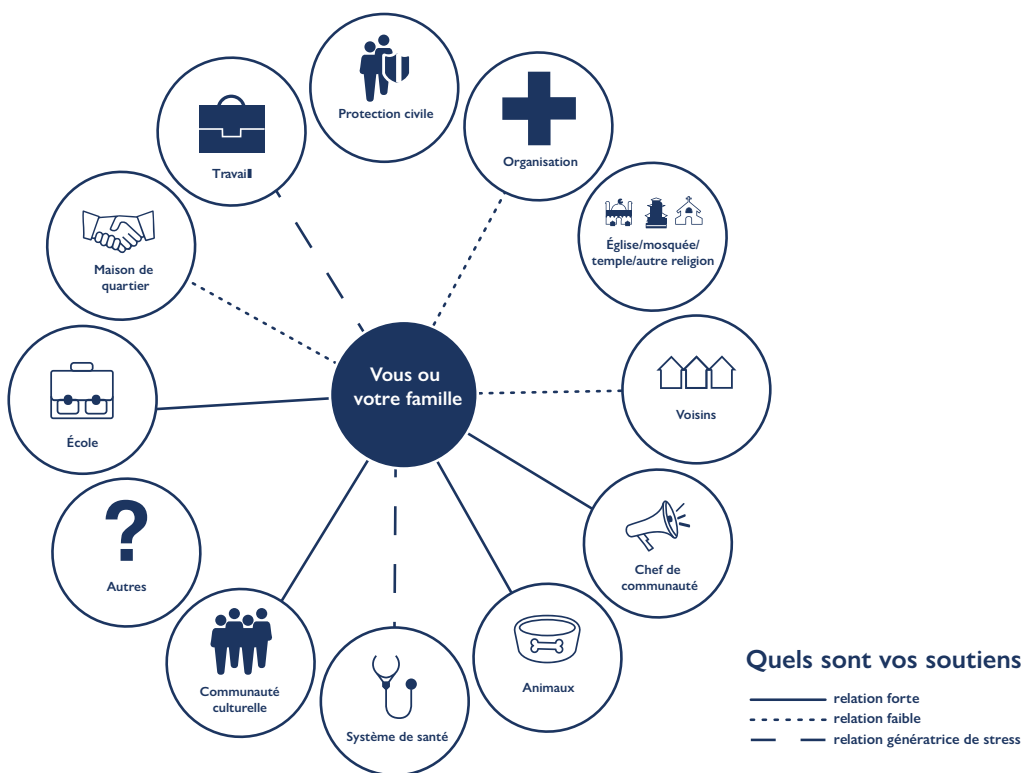 Protection civile
Travail
Organisation
Église/mosquée/
temple/autre religion
Maison de
quartier
Vous ou
votre famille
Voisins
École
Chef de
communauté
Autres
Animaux
Communauté
culturelle
Système de santé
Quels sont vos soutiens
relation forte
relation faible
relation génératrice de stress